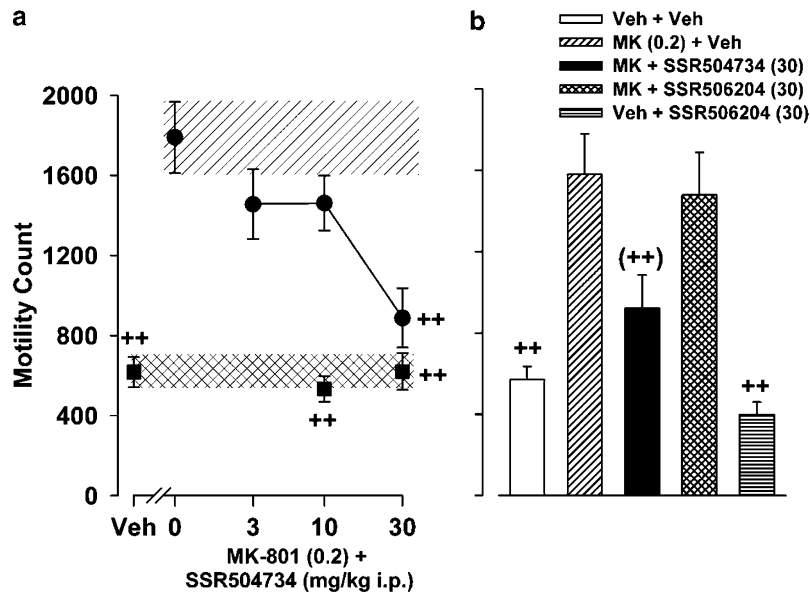 a
b
Veh + Veh
MK (0.2) + Veh
MK + SSR504734 (30)
MK + SSR506204 (30)
Veh + SSR506204 (30)
2000
1600
1200
800
400
0
Motility Count
++
++
++
++
(++)
++
++
Veh 0 3 10 30
MK-801 (0.2) +
SSR504734 (mg/kg i.p.)